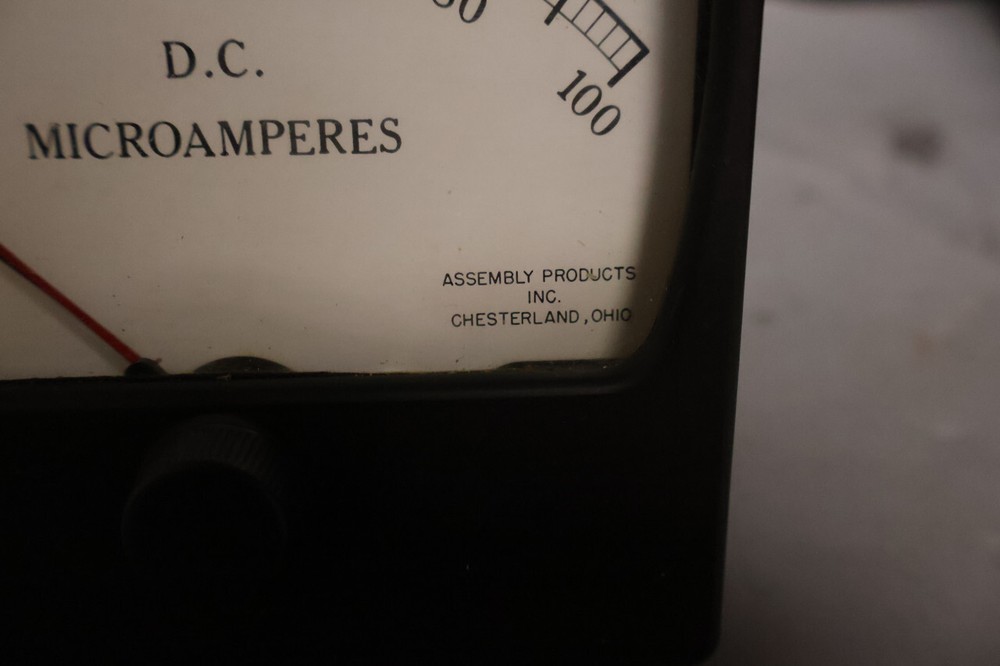 D.C.
MICROAMPERES
100
ASSEMBLY PRODUCTS
INC.
CHESTERLAND, OHIO